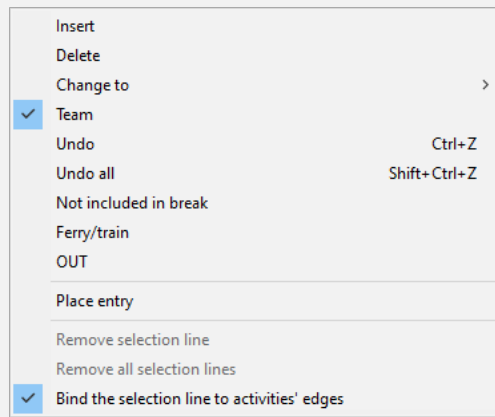 Insert
Delete
Change to
Team
Undo Ctrl+Z
Undo all Shift+Ctrl+Z
Not included in break
Ferry/train
OUT
Place entry
Remove selection line
Remove all selection lines
Bind the selection line to activities' edges